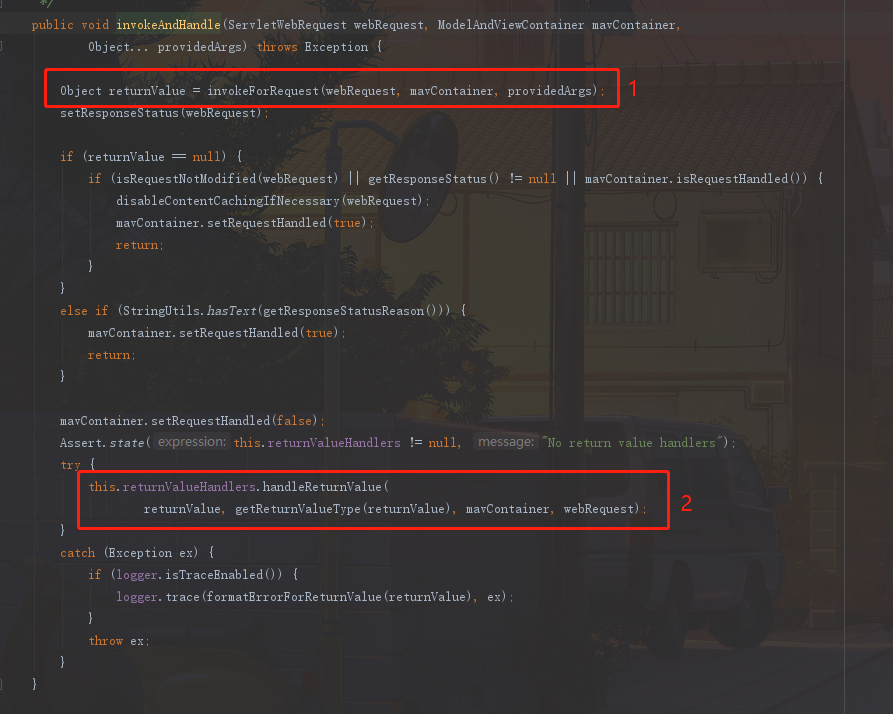 */
public void invokeAndHandle(ServletWebRequest webRequest, ModelAndViewContainer mavContainer,
Object... providedArgs) throws Exception {
Object returnValue = invokeForRequest(webRequest, mavContainer, providedArgs); 1
setResponseStatus(webRequest);
if (returnValue == null) {
if (isRequestNotModified(webRequest) || getResponseStatus() != null || mavContainer.isRequestHandled()) {
disableContentCachingIfNecessary(webRequest);
mavContainer.setRequestHandled(true);
return;
}
}
else if (StringUtils.hasText(getResponseStatusReason())) {
mavContainer.setRequestHandled(true);
return;
}
mavContainer.setRequestHandled(false);
Assert.state( expression: this.returnValueHandlers != null, message: "No return value handlers");
try {
this.returnValueHandlers.handleReturnValue(
returnValue, getReturnValueType(returnValue), mavContainer, webRequest); 2
}
catch (Exception ex) {
if (logger.isTraceEnabled()) {
logger.trace(formatErrorForReturnValue(returnValue), ex);
}
throw ex;
}
}